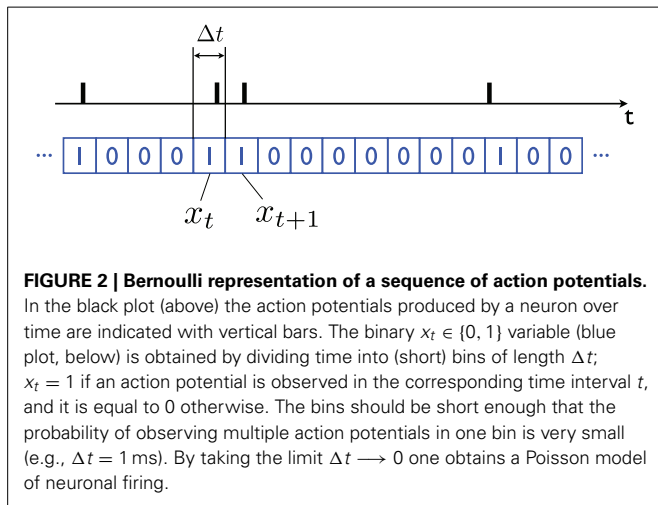 Δt
t
... 1 0 0 0 1 1 0 0 0 0 0 0 0 1 0 0 ...
x_t x_{t+1}
FIGURE 2 | Bernoulli representation of a sequence of action potentials.
In the black plot (above) the action potentials produced by a neuron over
time are indicated with vertical bars. The binary x_t ∈ {0, 1} variable (blue
plot, below) is obtained by dividing time into (short) bins of length Δt;
x_t = 1 if an action potential is observed in the corresponding time interval t,
and it is equal to 0 otherwise. The bins should be short enough that the
probability of observing multiple action potentials in one bin is very small
(e.g., Δt = 1 ms). By taking the limit Δt ⟶ 0 one obtains a Poisson model
of neuronal firing.